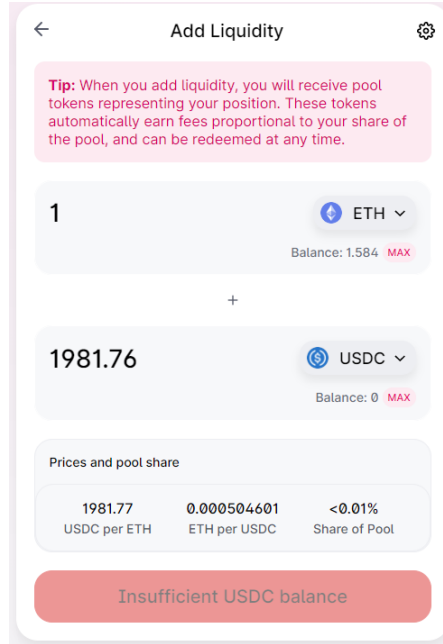 Add Liquidity
Tip: When you add liquidity, you will receive pool
tokens representing your position. These tokens
automatically earn fees proportional to your share of
the pool, and can be redeemed at any time.
1
ETH
Balance: 1.584 MAX
+
1981.76
USDC
Balance: 0 MAX
Prices and pool share
1981.77 0.000504601 <0.01%
USDC per ETH ETH per USDC Share of Pool
Insufficient USDC balance